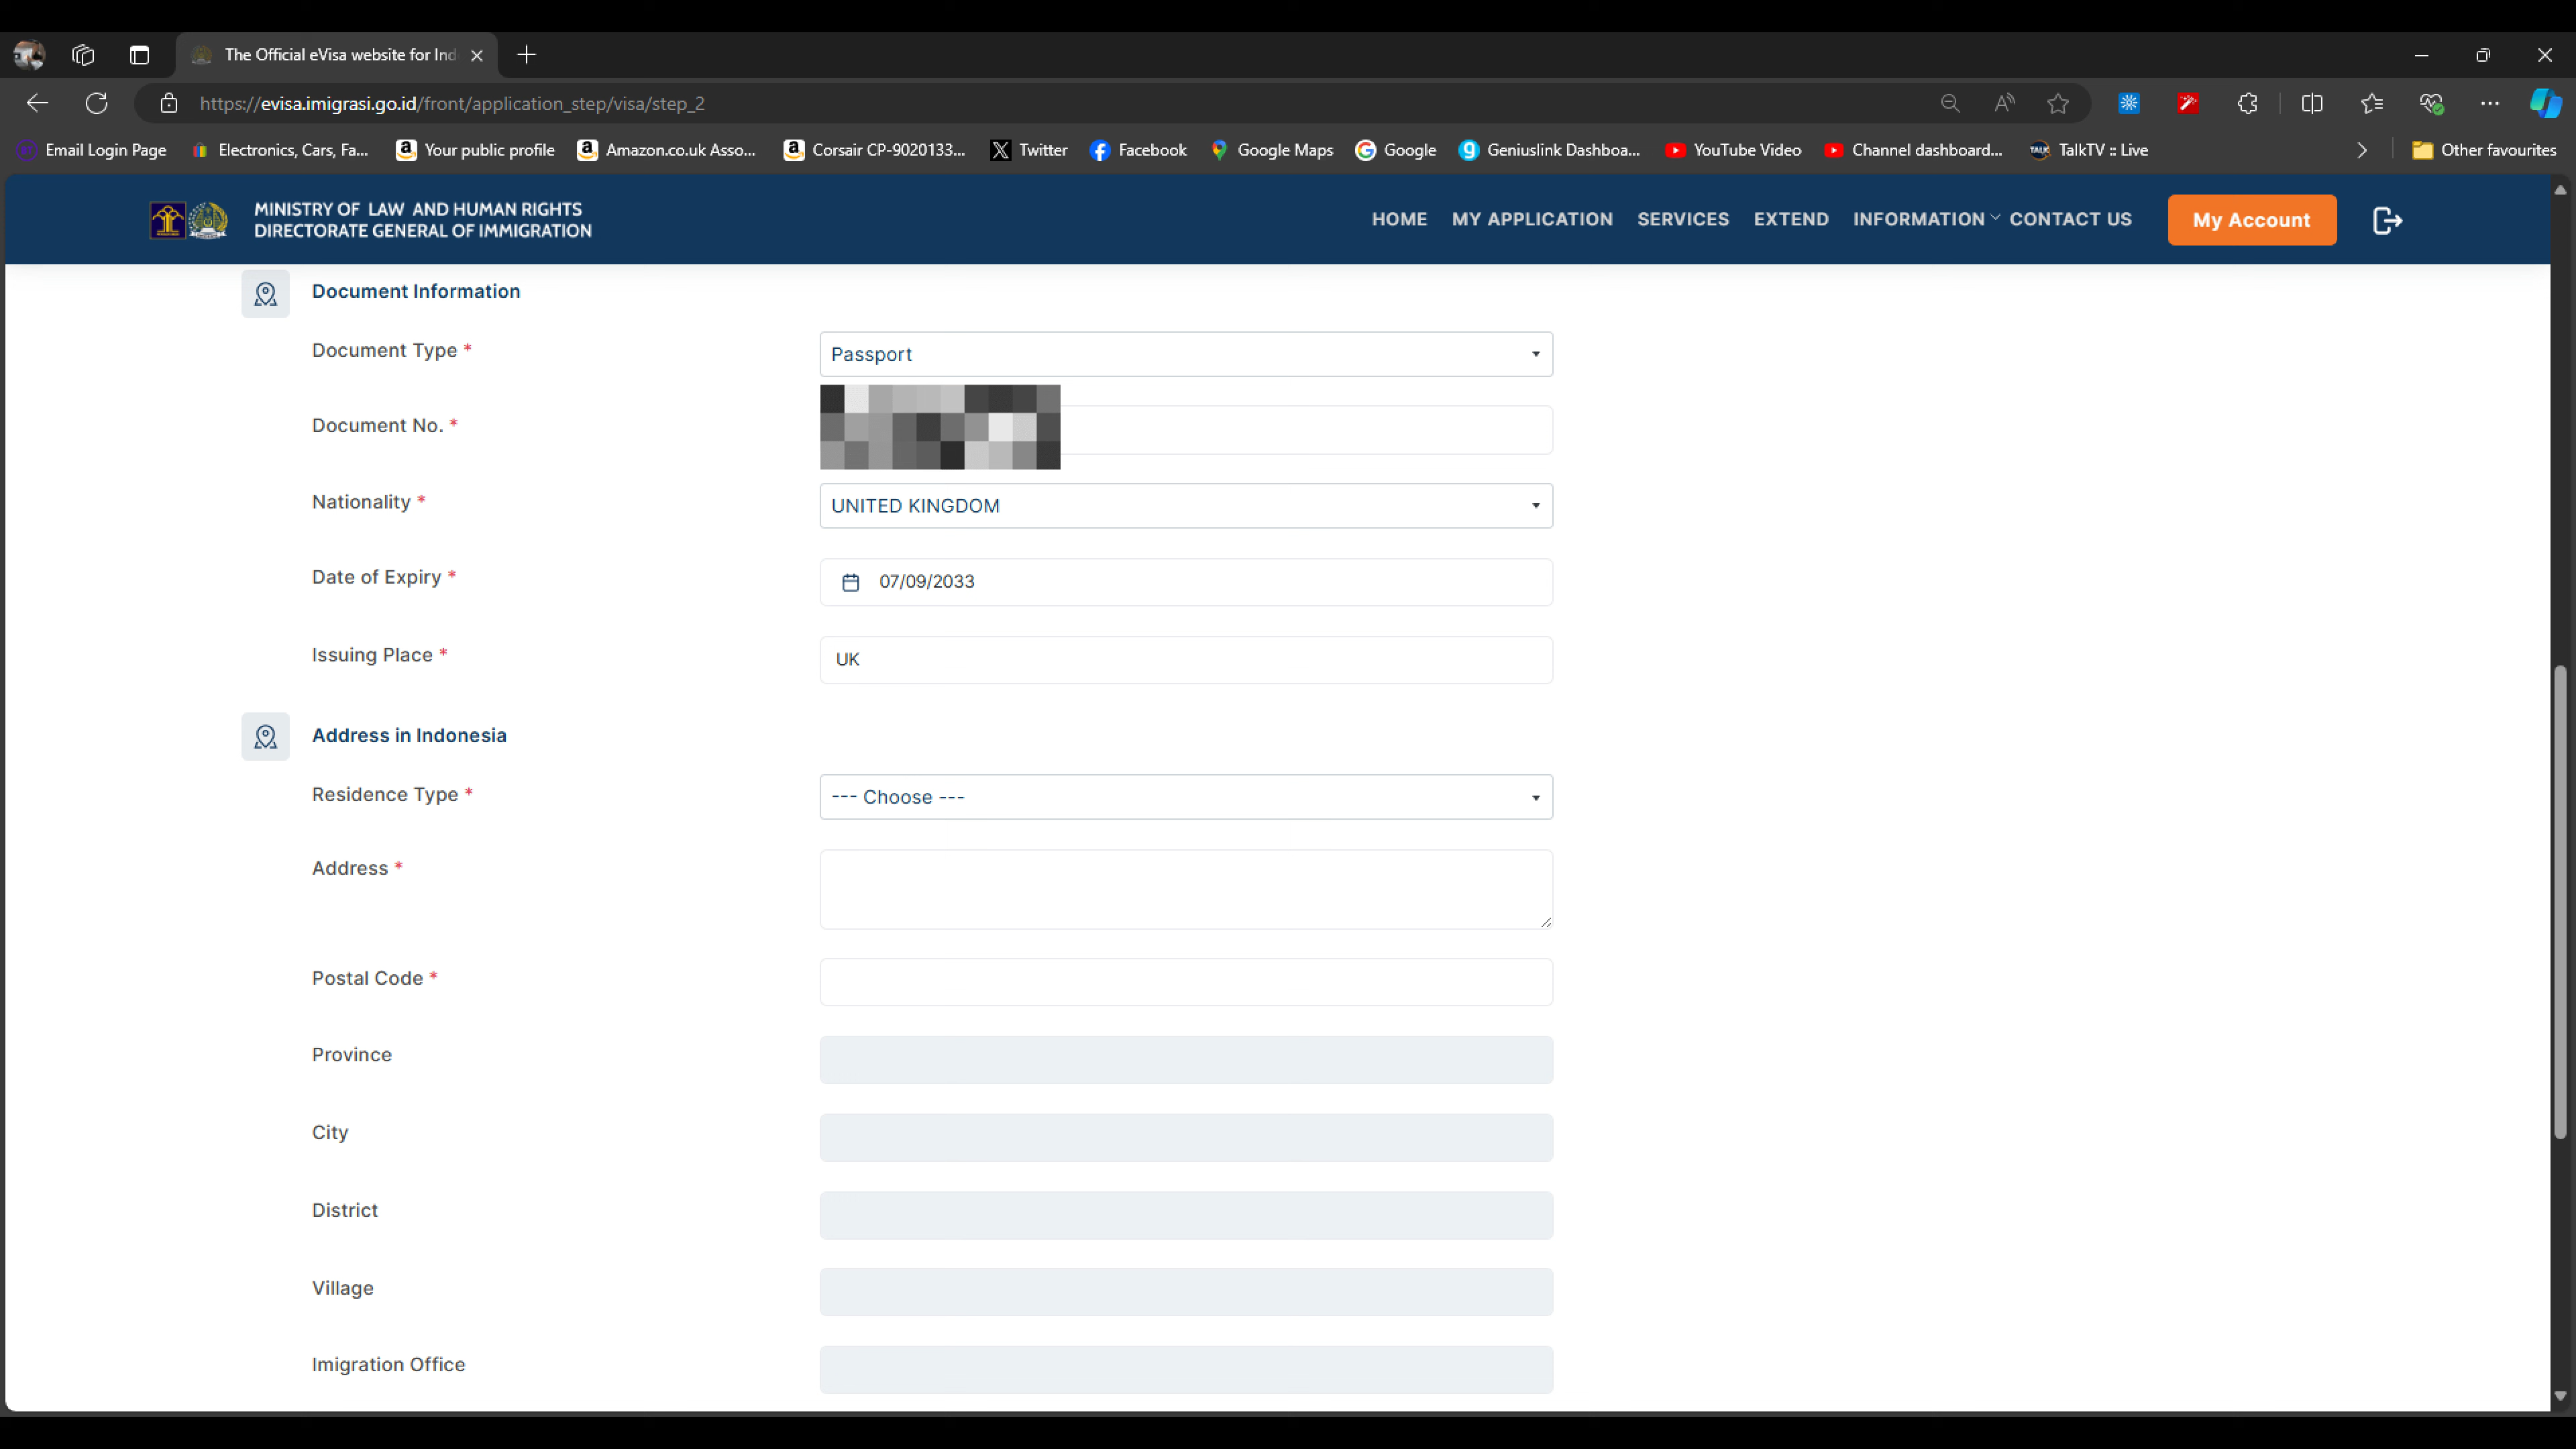 The Official eVisa website for Ind
https://evisa.imigrasi.go.id/front/application_step/visa/step_2
Email Login Page
Electronics, Cars, Fa...
Your public profile
Amazon.co.uk Asso...
Corsair CP-9020133...
Twitter
Facebook
Google Maps
Google
Geniuslink Dashboa...
YouTube Video
Channel dashboard...
TalkTV :: Live
Other favourites
MINISTRY OF LAW AND HUMAN RIGHTS
DIRECTORATE GENERAL OF IMMIGRATION
HOME
MY APPLICATION
SERVICES
EXTEND
INFORMATION
CONTACT US
My Account
Document Information
Document Type *
Passport
Document No. *
Nationality *
UNITED KINGDOM
Date of Expiry *
07/09/2033
Issuing Place *
UK
Address in Indonesia
Residence Type *
--- Choose ---
Address *
Postal Code *
Province
City
District
Village
Imigration Office